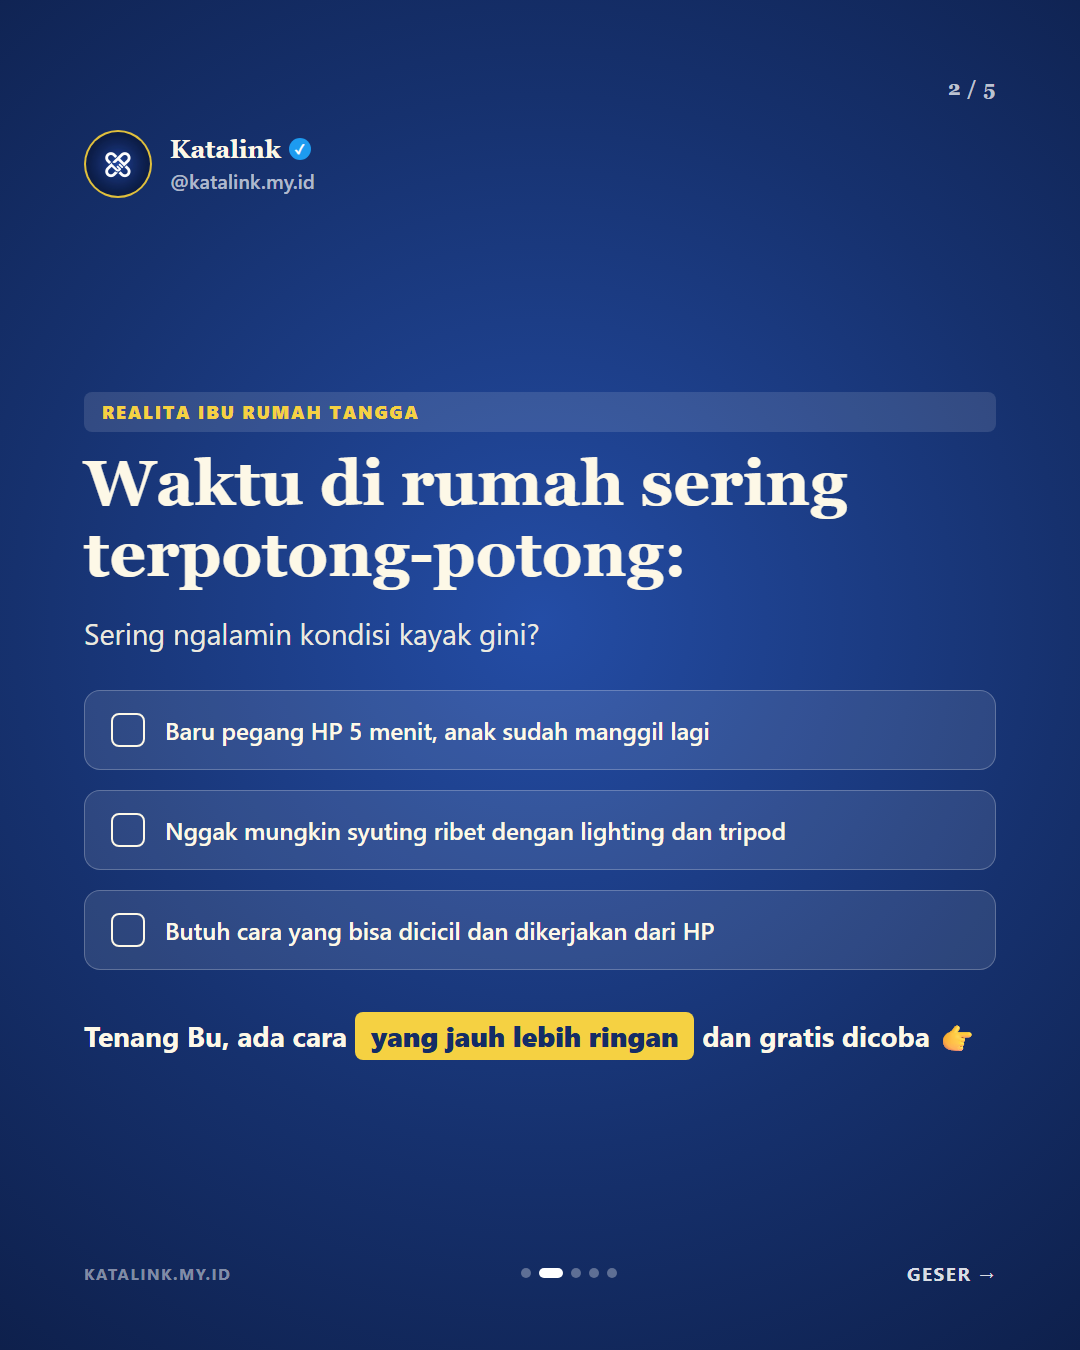 2 / 5
Katalink
@katalink.my.id
REALITA IBU RUMAH TANGGA
Waktu di rumah sering
terpotong-potong:
Sering ngalamin kondisi kayak gini?
Baru pegang HP 5 menit, anak sudah manggil lagi
Nggak mungkin syuting ribet dengan lighting dan tripod
Butuh cara yang bisa dicicil dan dikerjakan dari HP
Tenang Bu, ada cara yang jauh lebih ringan dan gratis dicoba 👉
KATALINK.MY.ID
GESER →